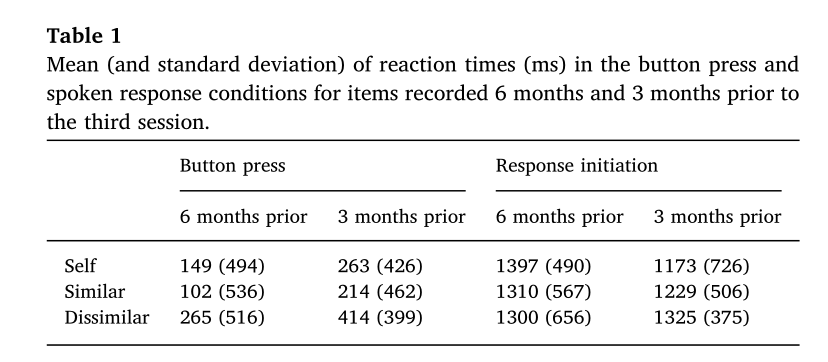 Table 1
Mean (and standard deviation) of reaction times (ms) in the button press and
spoken response conditions for items recorded 6 months and 3 months prior to
the third session.
Button press Response initiation
6 months prior 3 months prior 6 months prior 3 months prior
Self 149 (494) 263 (426) 1397 (490) 1173 (726)
Similar 102 (536) 214 (462) 1310 (567) 1229 (506)
Dissimilar 265 (516) 414 (399) 1300 (656) 1325 (375)